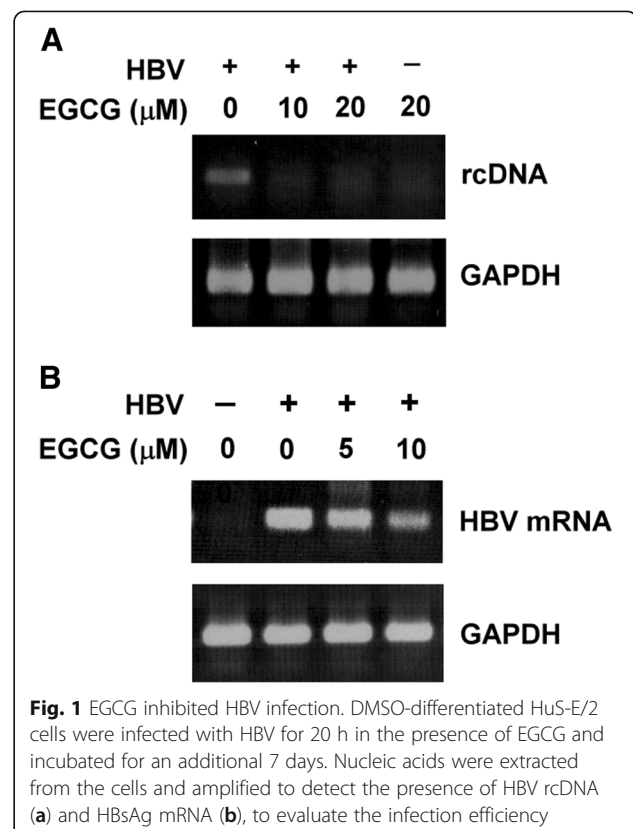 A
HBV + + + –
EGCG (μM) 0 10 20 20
rcDNA
GAPDH
B
HBV – + + +
EGCG (μM) 0 0 5 10
HBV mRNA
GAPDH
Fig. 1 EGCG inhibited HBV infection. DMSO-differentiated HuS-E/2
cells were infected with HBV for 20 h in the presence of EGCG and
incubated for an additional 7 days. Nucleic acids were extracted
from the cells and amplified to detect the presence of HBV rcDNA
(a) and HBsAg mRNA (b), to evaluate the infection efficiency